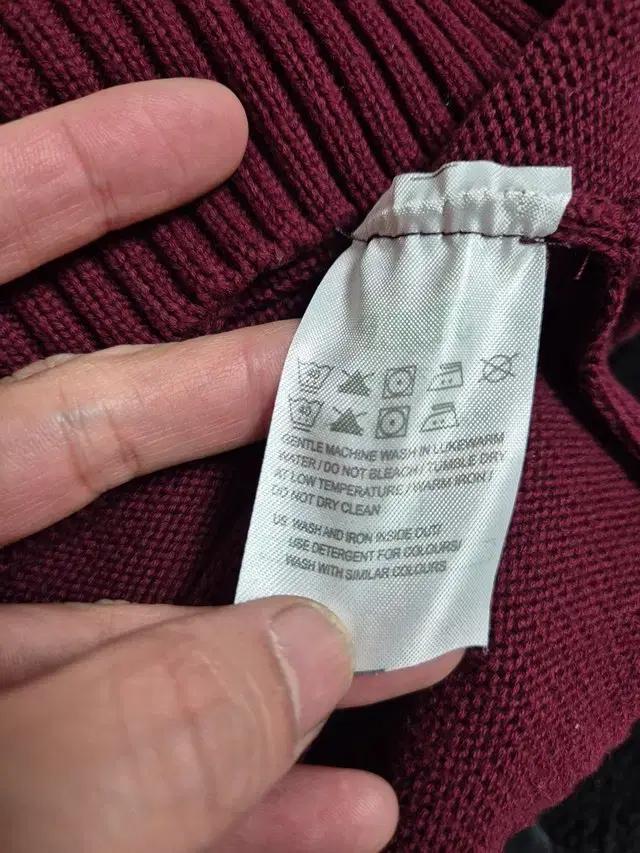 GENTLE MACHINE WASH IN LUKEWARM
WATER / DO NOT BLEACH / TUMBLE DRY
AT LOW TEMPERATURE / WARM IRON /
DO NOT DRY CLEAN
US: WASH AND IRON INSIDE OUT/
USE DETERGENT FOR COLOURS/
WASH WITH SIMILAR COLOURS